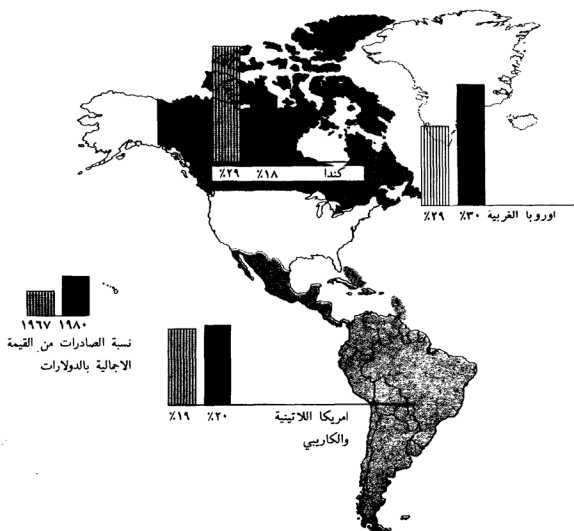 ٪٢٩ ٪١٨ كندا
٪٢٩ ٪٣٠ اوروبا الغربية
١٩٦٧ ١٩٨٠
نسبة الصادرات من القيمة
الاجمالية بالدولارات
٪١٩ ٪٢٠ امريكا اللاتينية
والكاريبي